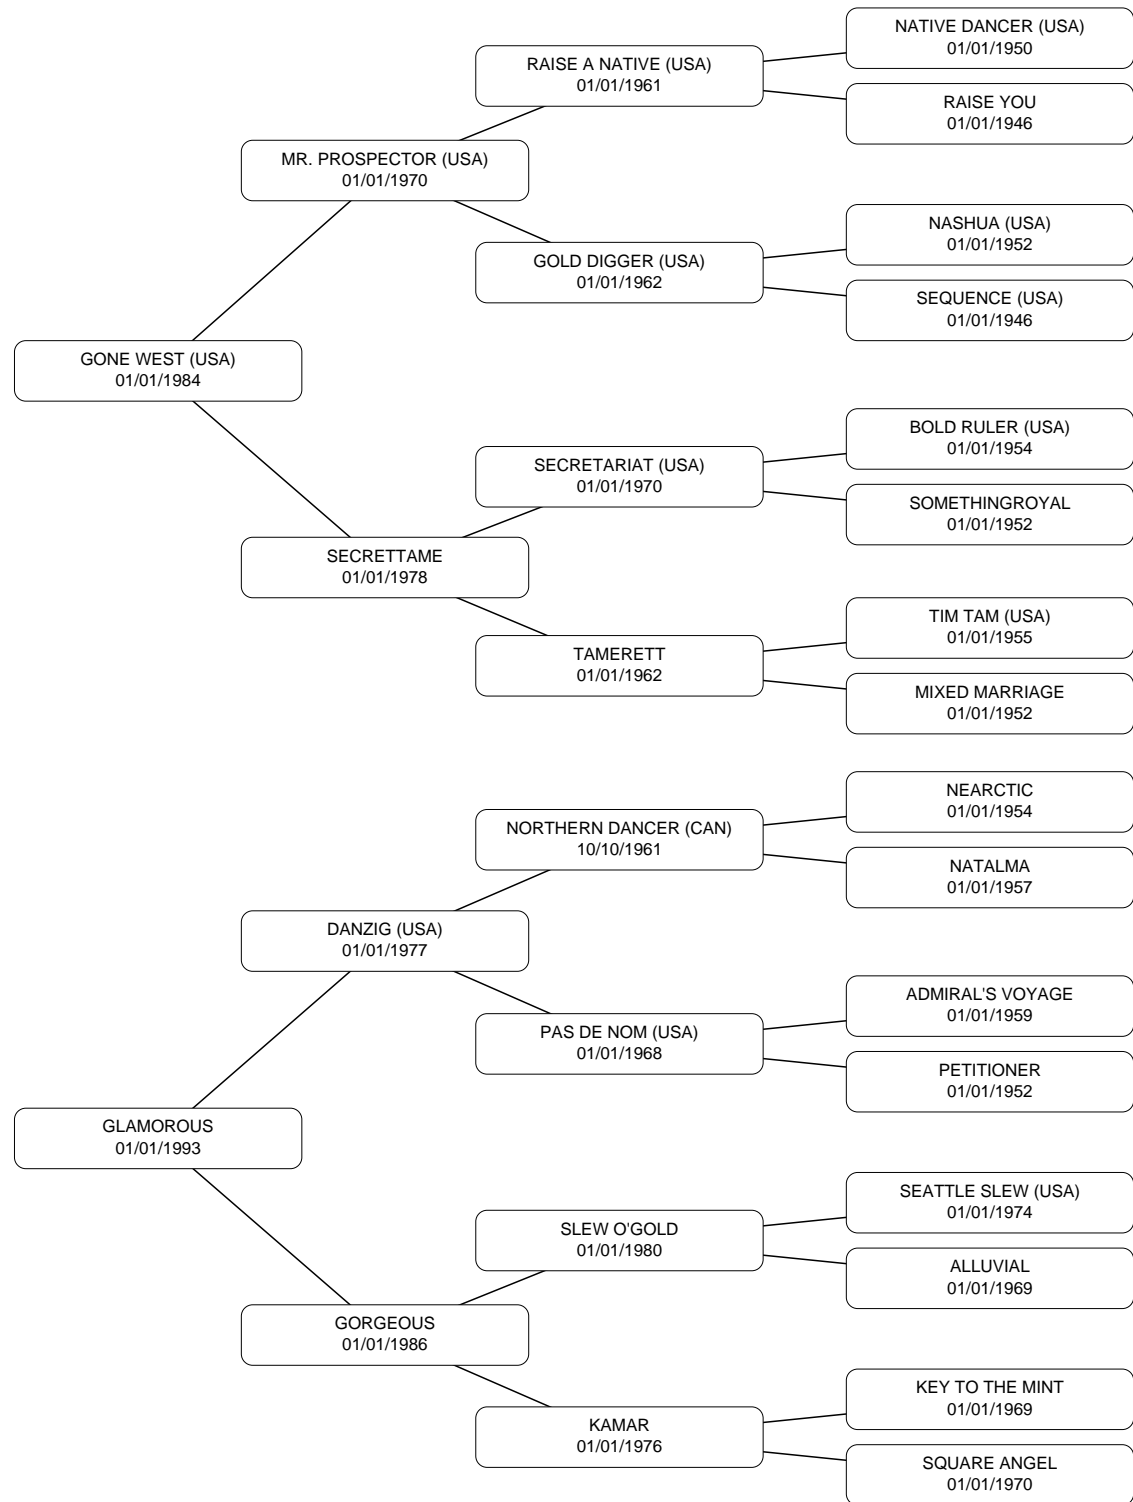 NATIVE DANCER (USA)
01/01/1950
RAISE A NATIVE (USA)
01/01/1961
RAISE YOU
01/01/1946
MR. PROSPECTOR (USA)
01/01/1970
NASHUA (USA)
01/01/1952
GOLD DIGGER (USA)
01/01/1962
SEQUENCE (USA)
01/01/1946
GONE WEST (USA)
01/01/1984
BOLD RULER (USA)
01/01/1954
SECRETARIAT (USA)
01/01/1970
SOMETHINGROYAL
01/01/1952
SECRETTAME
01/01/1978
TIM TAM (USA)
01/01/1955
TAMERETT
01/01/1962
MIXED MARRIAGE
01/01/1952
NEARCTIC
01/01/1954
NORTHERN DANCER (CAN)
10/10/1961
NATALMA
01/01/1957
DANZIG (USA)
01/01/1977
ADMIRAL'S VOYAGE
01/01/1959
PAS DE NOM (USA)
01/01/1968
PETITIONER
01/01/1952
GLAMOROUS
01/01/1993
SEATTLE SLEW (USA)
01/01/1974
SLEW O'GOLD
01/01/1980
ALLUVIAL
01/01/1969
GORGEOUS
01/01/1986
KEY TO THE MINT
01/01/1969
KAMAR
01/01/1976
SQUARE ANGEL
01/01/1970